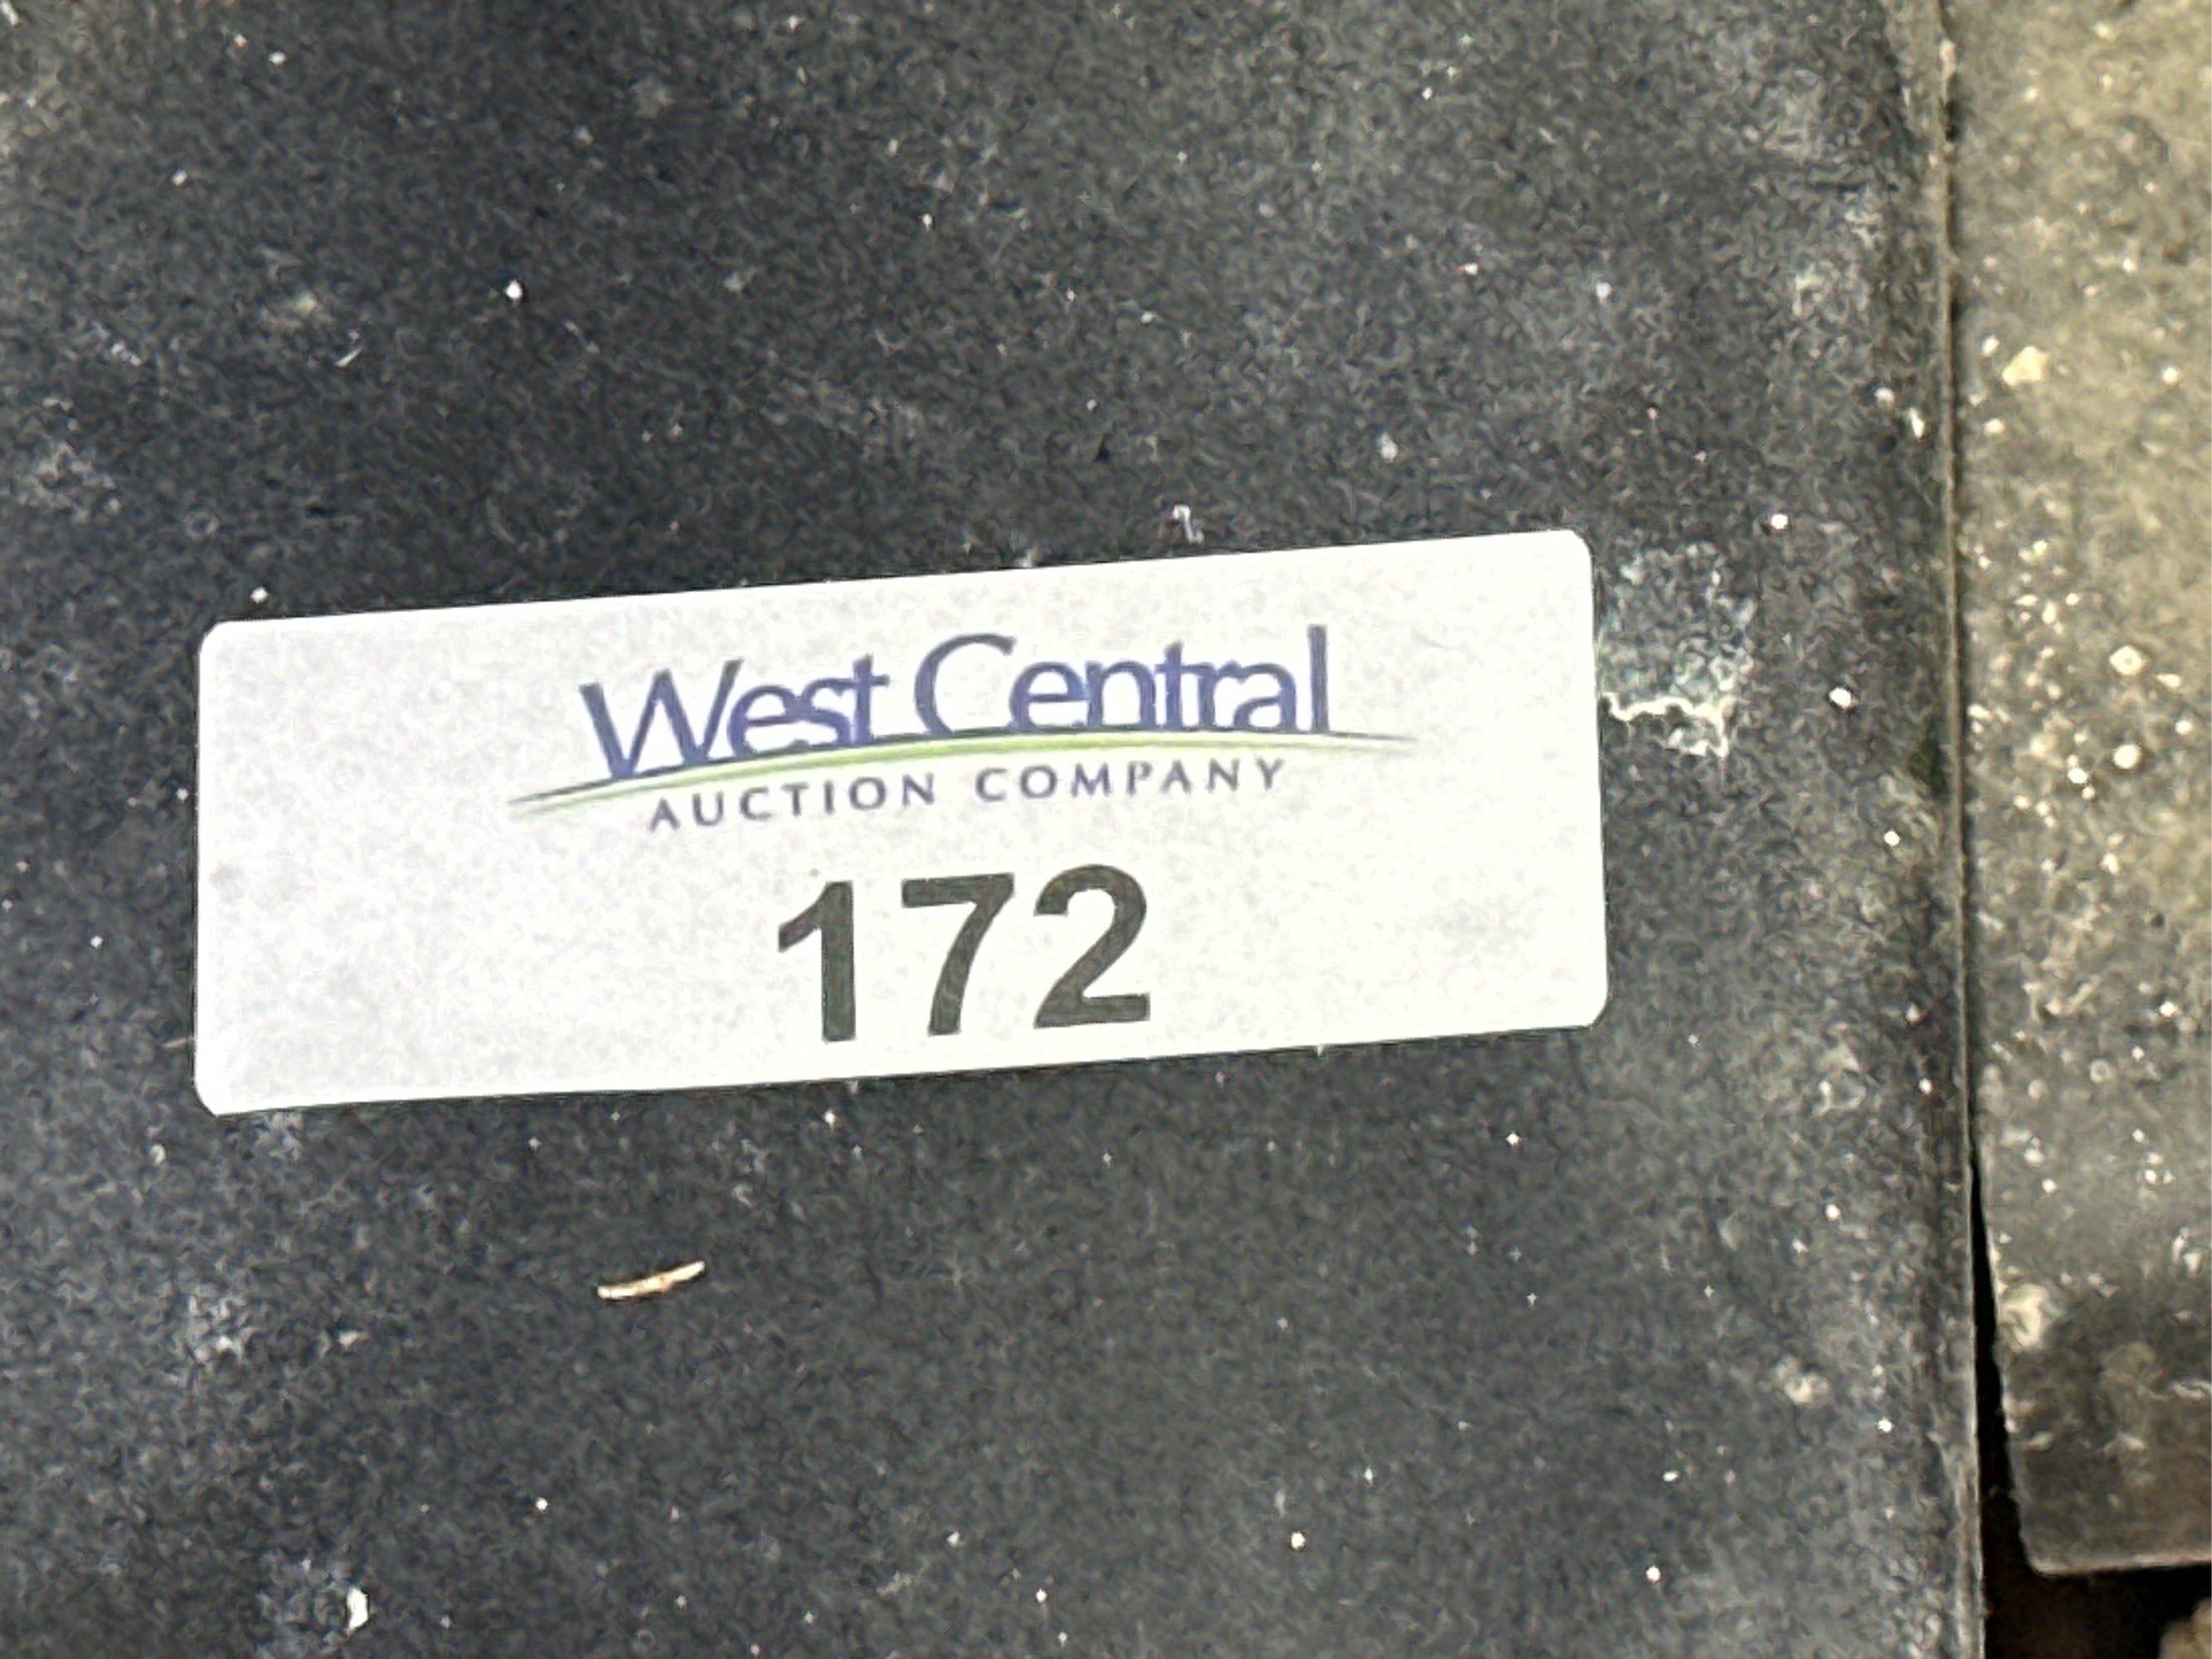 West Central
AUCTION COMPANY
172